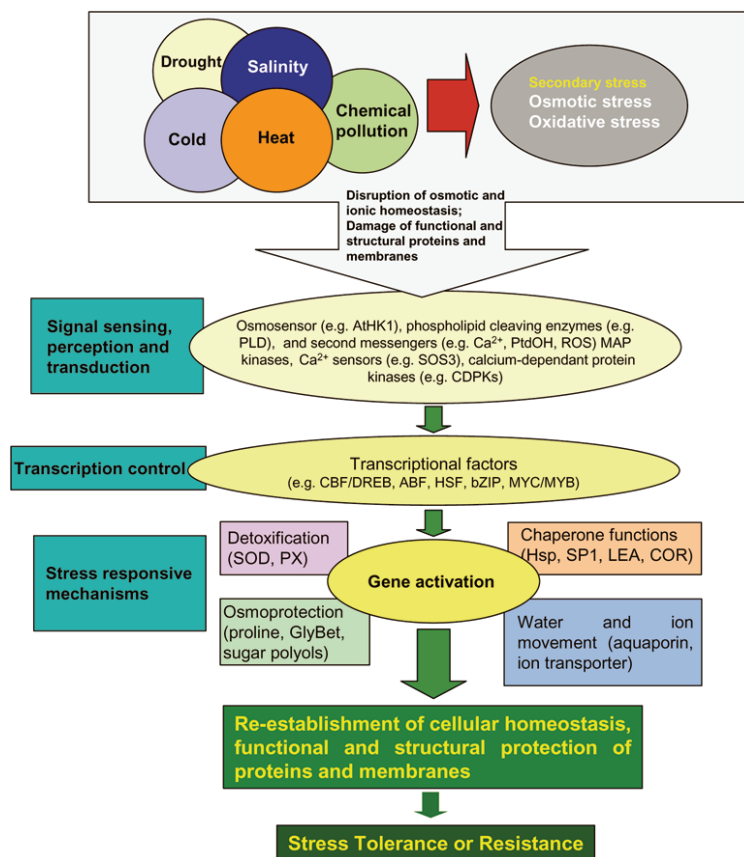 Drought
Salinity
Cold
Heat
Chemical
pollution
Secondary stress
Osmotic stress
Oxidative stress
Disruption of osmotic and
ionic homeostasis;
Damage of functional and
structural proteins and
membranes
Signal sensing,
perception and
transduction
Osmosensor (e.g. AtHK1), phospholipid cleaving enzymes (e.g.
PLD), and second messengers (e.g. Ca²⁺, PtdOH, ROS) MAP
kinases, Ca²⁺ sensors (e.g. SOS3), calcium-dependant protein
kinases (e.g. CDPKs)
Transcription control
Transcriptional factors
(e.g. CBF/DREB, ABF, HSF, bZIP, MYC/MYB)
Stress responsive
mechanisms
Detoxification
(SOD, PX)
Chaperone functions
(Hsp, SP1, LEA, COR)
Gene activation
Osmoprotection
(proline, GlyBet,
sugar polyols)
Water and ion
movement (aquaporin,
ion transporter)
Re-establishment of cellular homeostasis,
functional and structural protection of
proteins and membranes
Stress Tolerance or Resistance